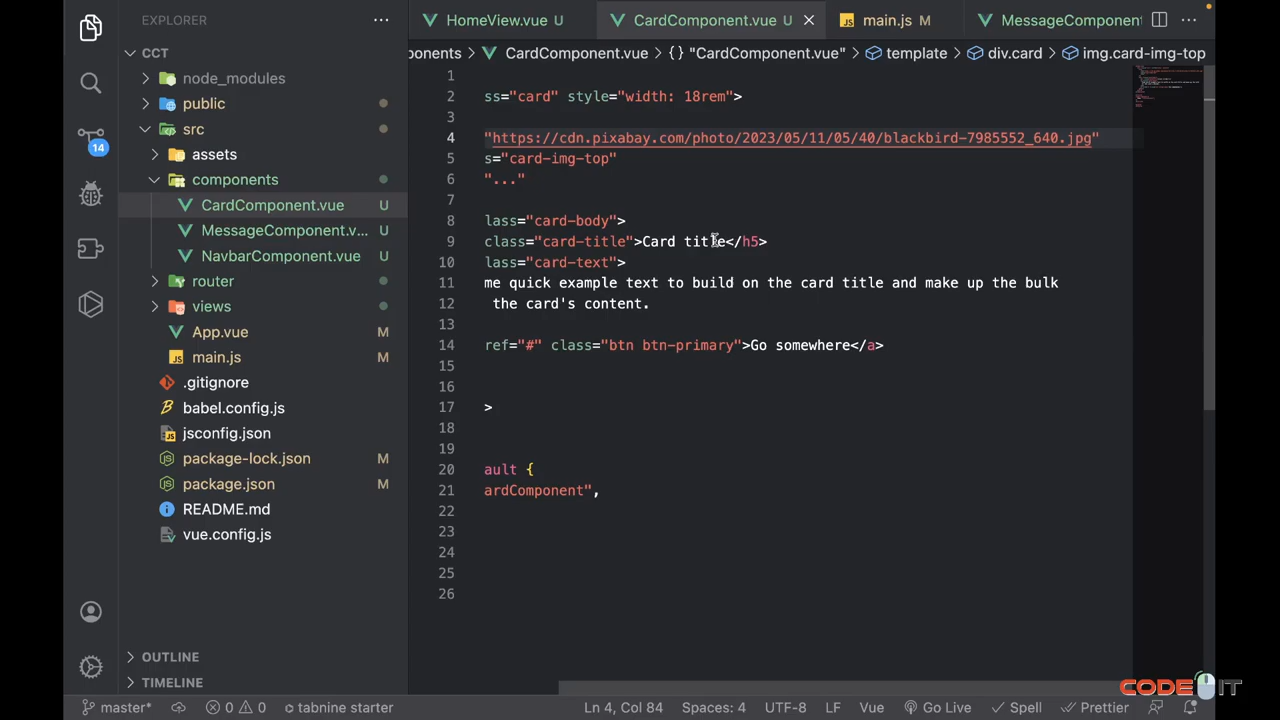 EXPLORER
HomeView.vue U
CardComponent.vue U
main.js M
MessageComponent
CCT
ponents
CardComponent.vue
{} "CardComponent.vue"
template
div.card
img.card-img-top
node_modules
public
src
assets
components
CardComponent.vue U
MessageComponent.v... U
NavbarComponent.vue U
router
views
App.vue M
main.js M
.gitignore
babel.config.js
jsconfig.json
package-lock.json M
package.json M
README.md
vue.config.js
OUTLINE
TIMELINE
14
1
2 ss="card" style="width: 18rem">
3
4 "https://cdn.pixabay.com/photo/2023/05/11/05/40/blackbird-7985552_640.jpg"
5 s="card-img-top"
6 "..."
7
8 lass="card-body">
9 class="card-title">Card title</h5>
10 lass="card-text">
11 me quick example text to build on the card title and make up the bulk
12 the card's content.
13
14 ref="#" class="btn btn-primary">Go somewhere</a>
15
16
17 >
18
19
20 ault {
21 ardComponent",
22
23
24
25
26
CODE IT
master*
0
0
tabnine starter
Ln 4, Col 84
Spaces: 4
UTF-8
LF
Vue
Go Live
Spell
Prettier